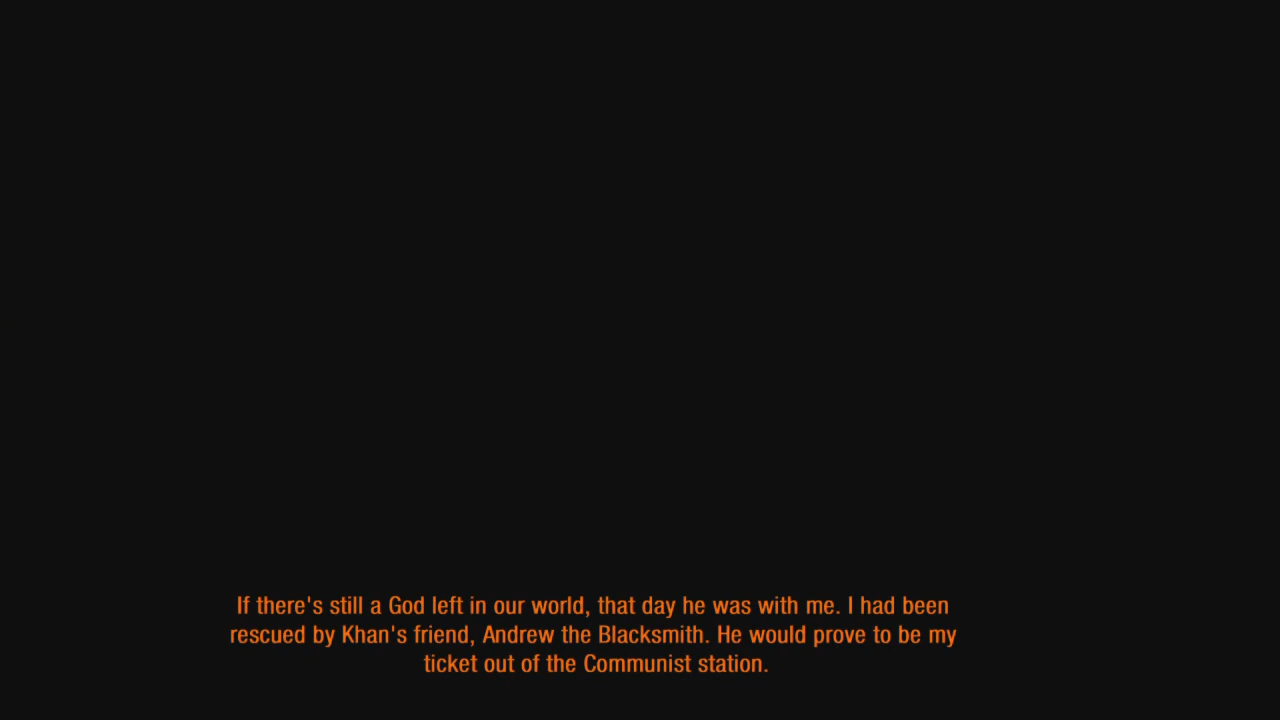 If there's still a God left in our world, that day he was with me. I had been
rescued by Khan's friend, Andrew the Blacksmith. He would prove to be my
ticket out of the Communist station.